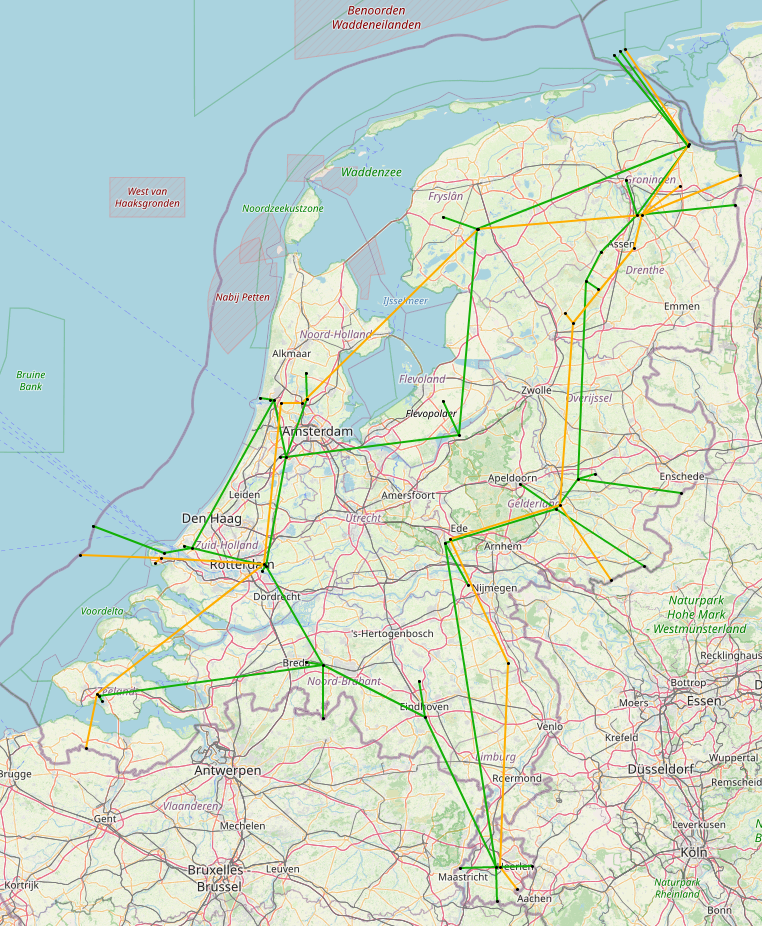 Benoorden
Waddeneilanden
Waddenzee
West van
Haaksgronden
Noordzeekustzone
Fryslân
Groningen
Assen
Drenthe
Nabij Petten
IJsselmeer
Emmen
Noord-Holland
Alkmaar
Bruine
Bank
Flevoland
Zwolle
Overijssel
Flevopolder
Amsterdam
Apeldoorn
Enschede
Leiden
Amersfoort
Gelderland
Den Haag
Utrecht
Ede
Zuid-Holland
Arnhem
Rotterdam
Nijmegen
Dordrecht
Voordelta
Naturpark
Hohe Mark
- Westmünsterland
's-Hertogenbosch
Recklinghaus
Breda
Zeeland
Noord-Brabant
Bottrop
Moers
Essen
Eindhoven
Venlo
Krefeld
Antwerpen
Limburg
Wuppertal
Düsseldorf
Roermond
Remscheid
Brugge
Vlaanderen
Gent
Mechelen
Leverkusen
Köln
Bruxelles -
Brussel
Leuven
Heerlen
Maastricht
Kortrijk
Aachen
Naturpark
Rheinland
Bonn